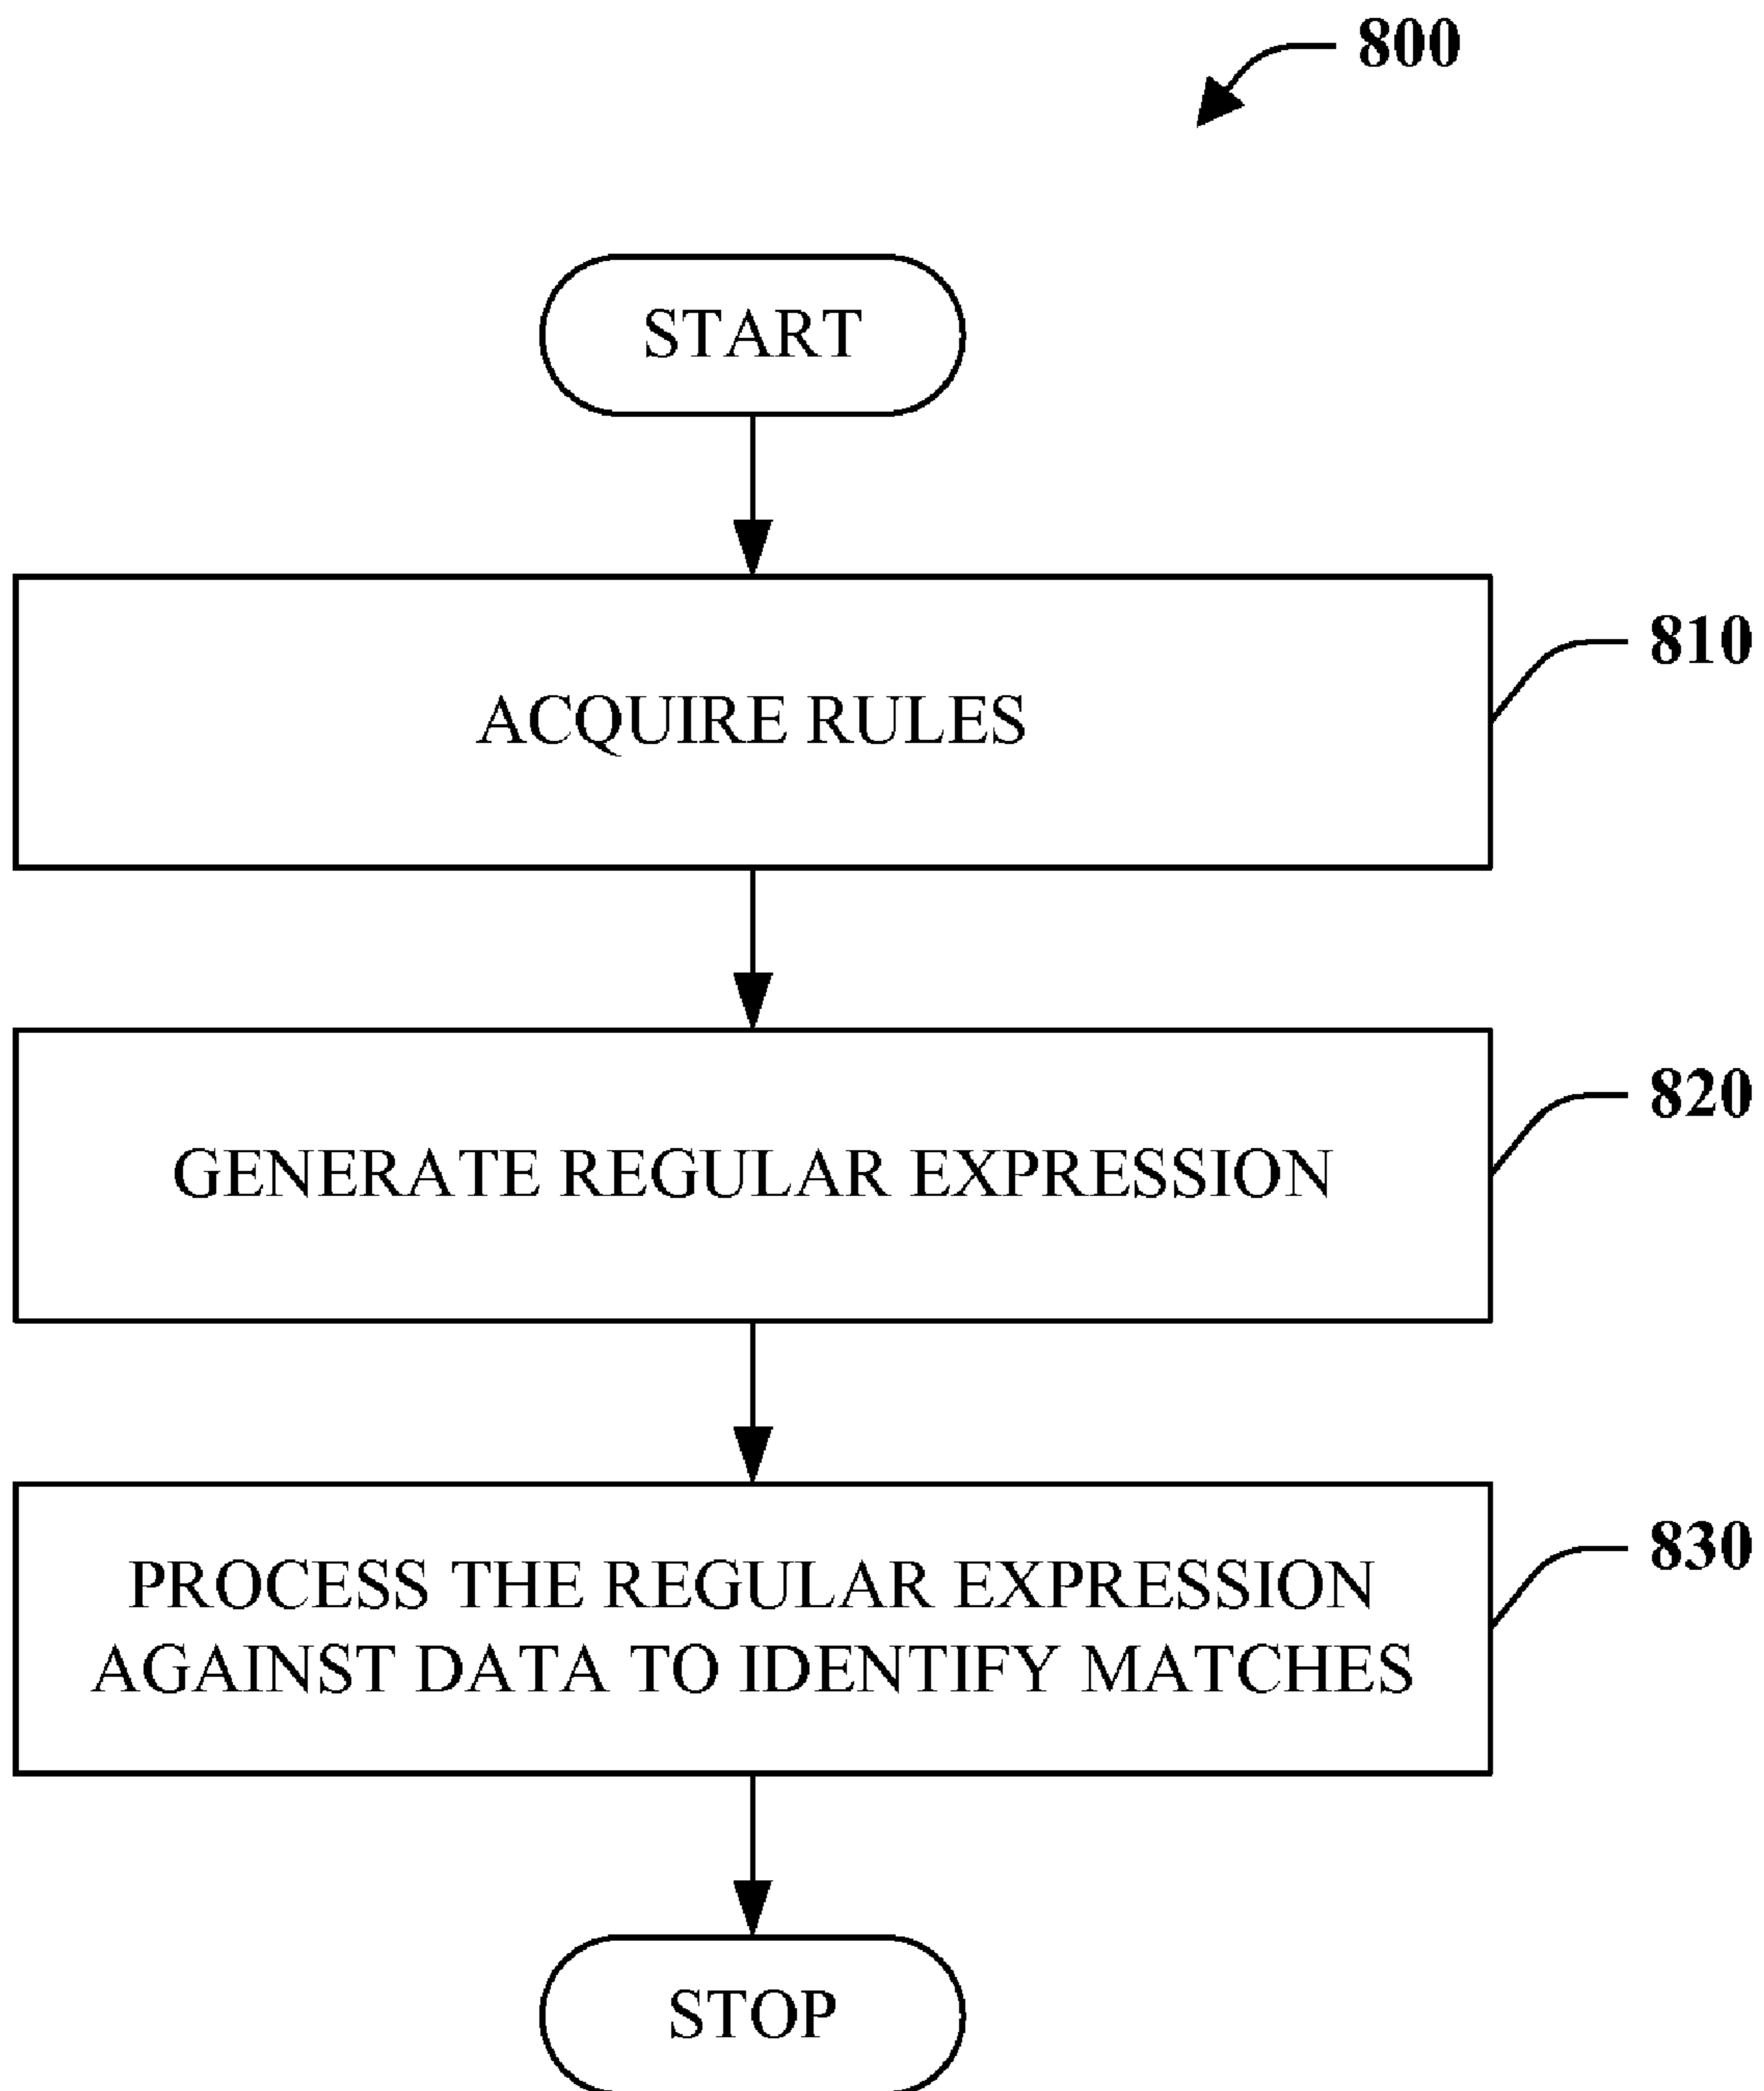 800
START
ACQUIRE RULES
810
GENERATE REGULAR EXPRESSION
820
PROCESS THE REGULAR EXPRESSION
AGAINST DATA TO IDENTIFY MATCHES
830
STOP